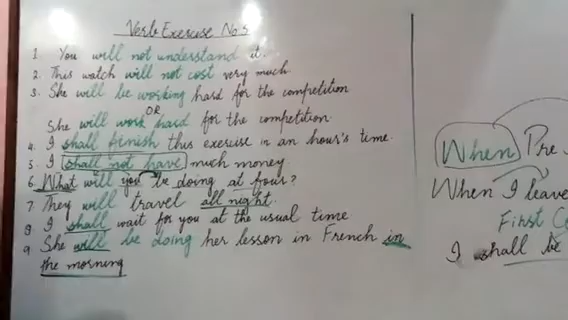 Verb Exercise No 5
1. You will not understand it.
2. This watch will not cost very much.
3. She will be working hard for the competition
OR
She will work hard for the competition.
4. I shall finish this exercise in an hour's time.
5. I shall not have much money.
6. What will you be doing at four?
7. They will travel all night.
8 I shall wait for you at the usual time
9 She will be doing her lesson in French in
the morning
When Pre
When I leave
First
I shall be